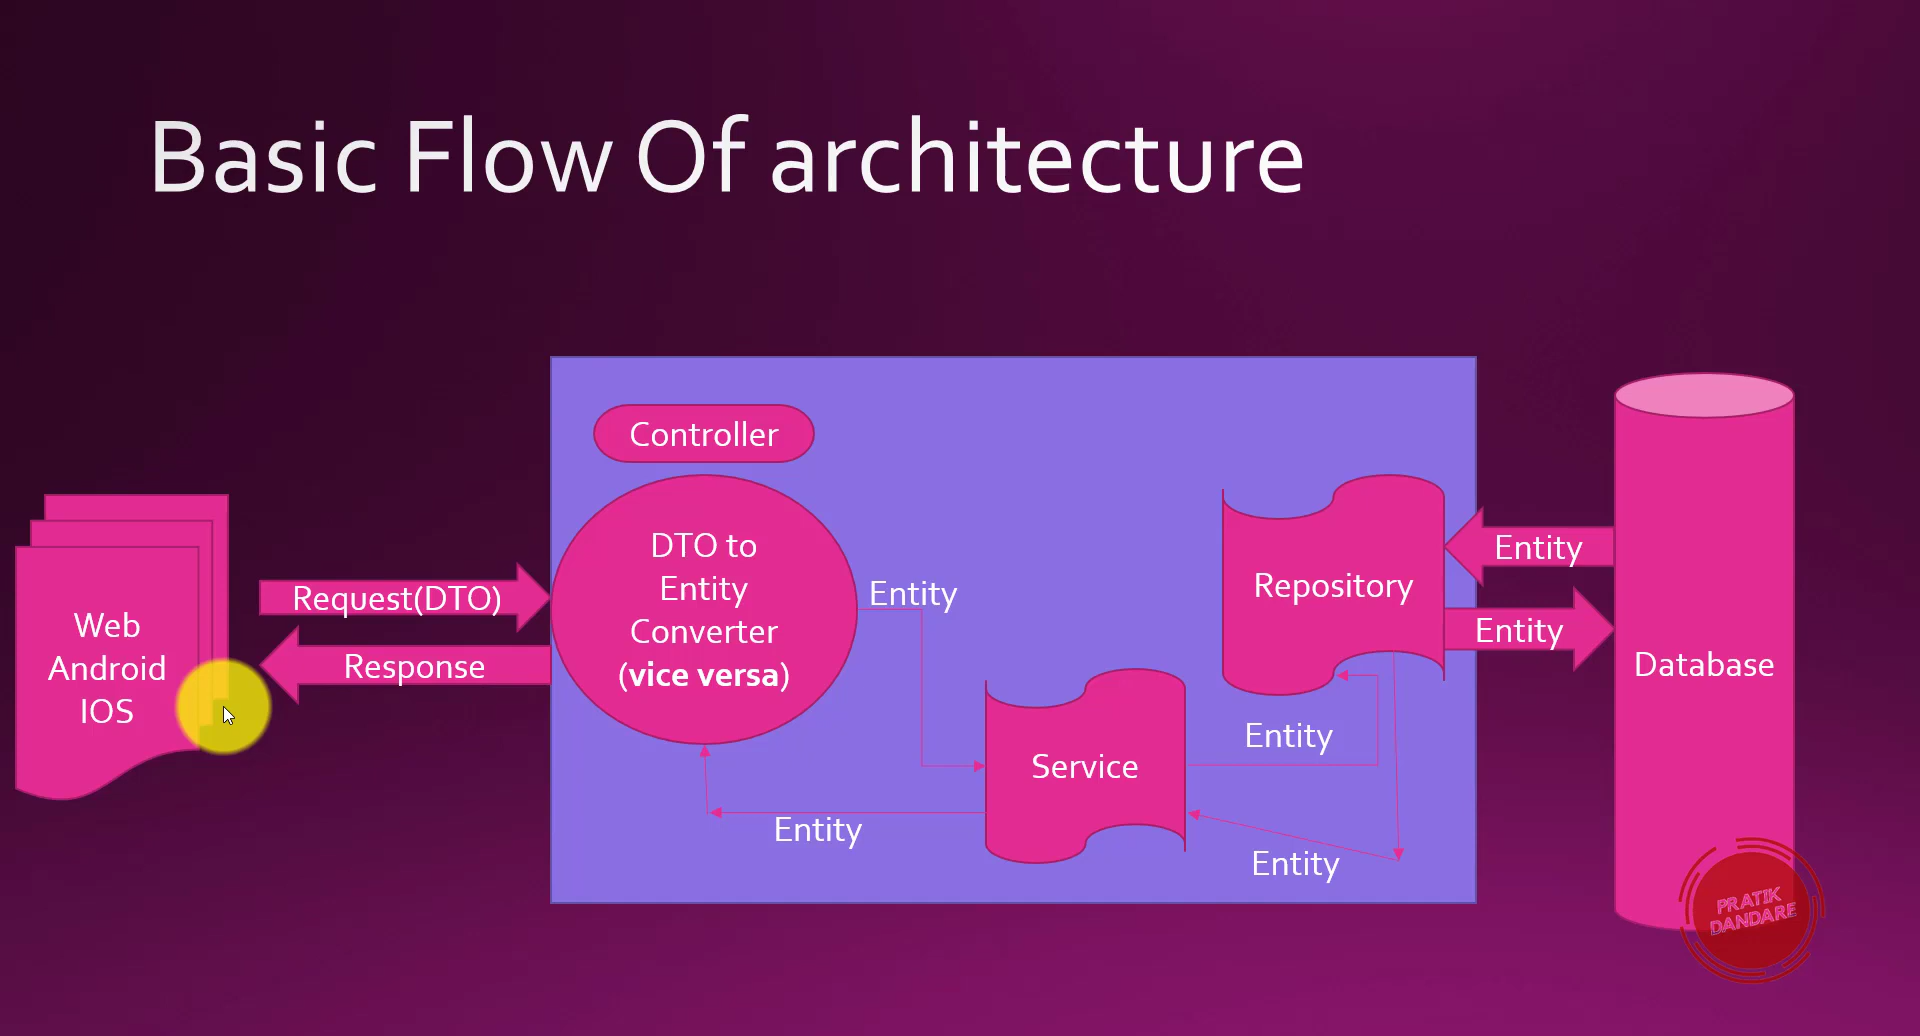 Basic Flow Of architecture
Controller
Web
Android
IOS
Request(DTO)
Response
DTO to
Entity
Converter
(vice versa)
Entity
Entity
Service
Entity
Entity
Repository
Entity
Entity
Database
PRATIK
DANDARE